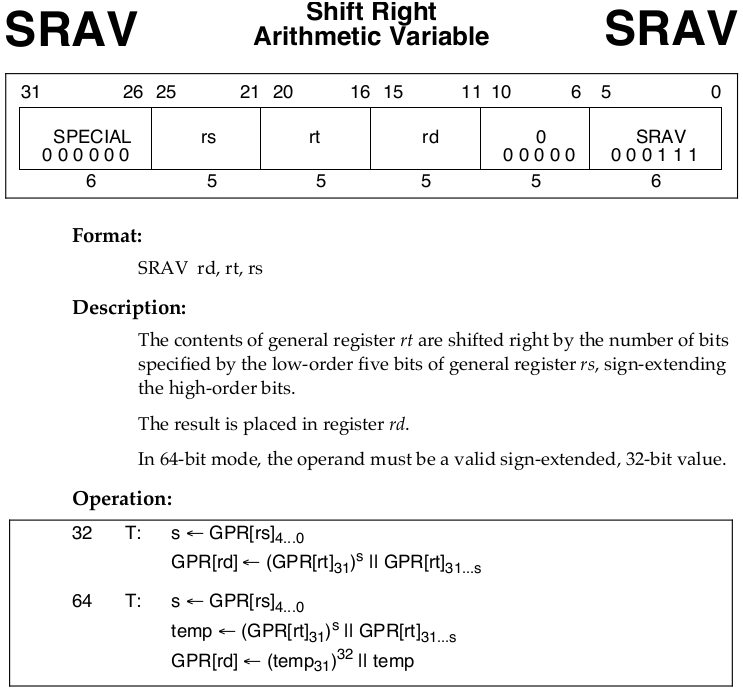 SRAV Shift Right SRAV
Arithmetic Variable
31 26 25 21 20 16 15 11 10 6 5 0
SPECIAL rs rt rd 0 SRAV
0 0 0 0 0 0 0 0 0 0 0 0 0 0 1 1 1
6 5 5 5 5 6
Format:
SRAV rd, rt, rs
Description:
The contents of general register rt are shifted right by the number of bits
specified by the low-order five bits of general register rs, sign-extending
the high-order bits.
The result is placed in register rd.
In 64-bit mode, the operand must be a valid sign-extended, 32-bit value.
Operation:
32 T: s ← GPR[rs]4...0
GPR[rd] ← (GPR[rt]31)s || GPR[rt]31...s
64 T: s ← GPR[rs]4...0
temp ← (GPR[rt]31)s || GPR[rt]31...s
GPR[rd] ← (temp31)32 || temp